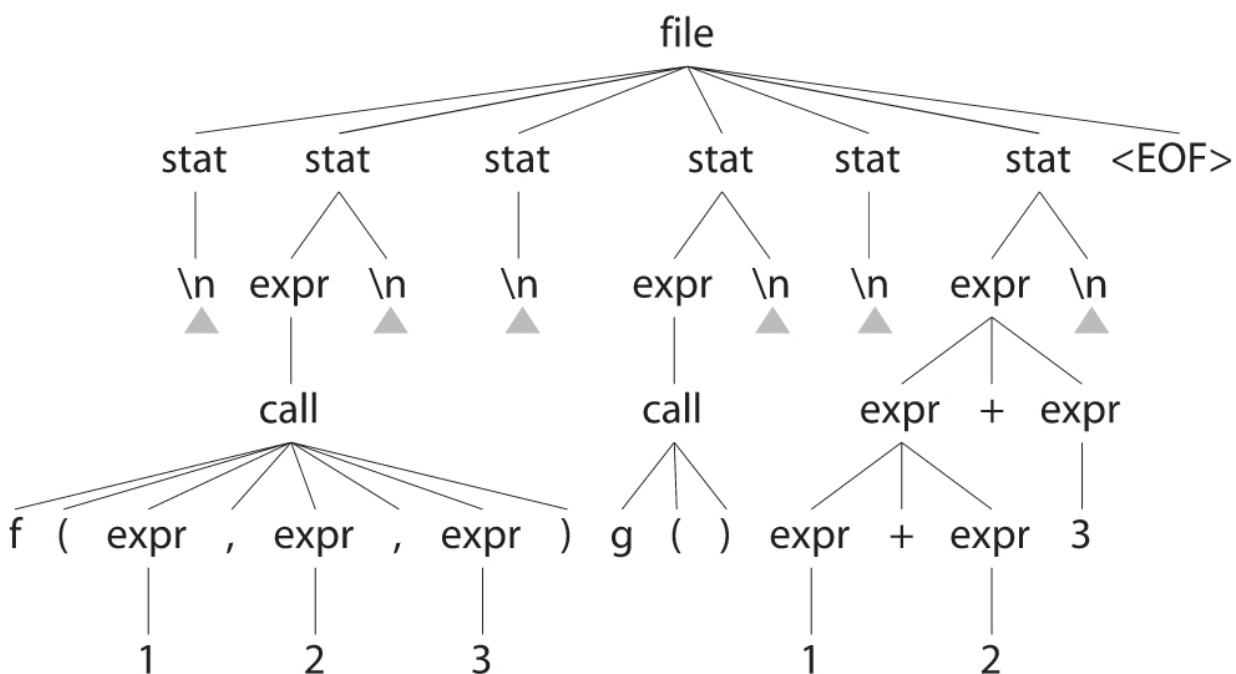 file
stat stat stat stat stat stat <EOF>
\n expr \n \n expr \n \n expr \n
call call expr + expr
f ( expr , expr , expr ) g ( ) expr + expr 3
1 2 3 1 2